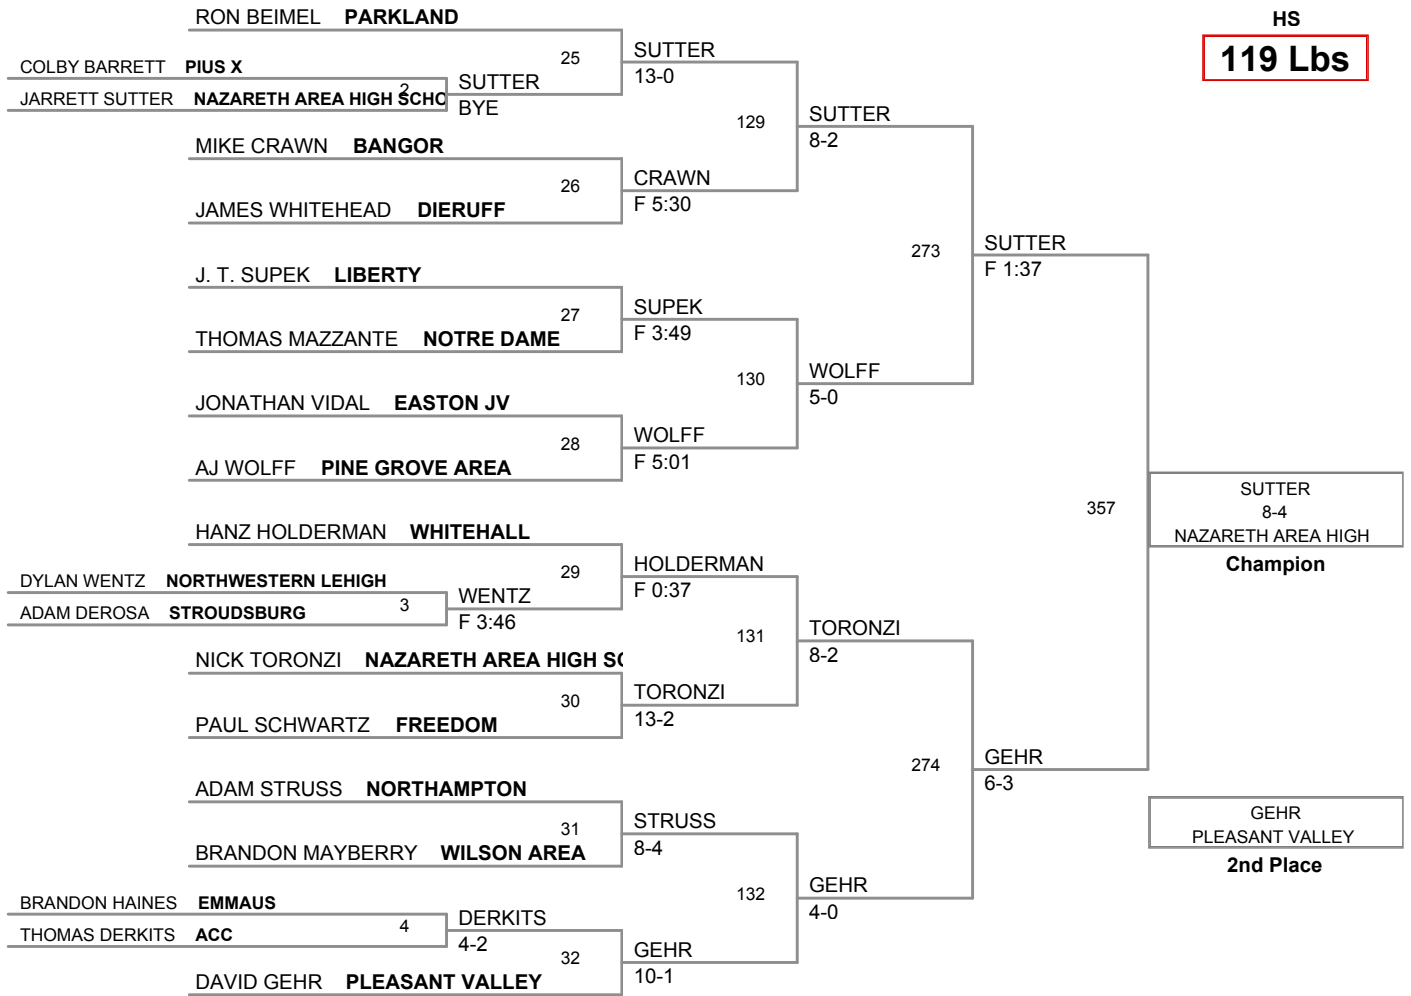 RON BEIMEL PARKLAND
HS
119 Lbs
25
SUTTER
13-0
COLBY BARRETT PIUS X
2
SUTTER
BYE
JARRETT SUTTER NAZARETH AREA HIGH SCHO
129
SUTTER
8-2
MIKE CRAWN BANGOR
26
CRAWN
F 5:30
JAMES WHITEHEAD DIERUFF
273
SUTTER
F 1:37
J. T. SUPEK LIBERTY
27
SUPEK
F 3:49
THOMAS MAZZANTE NOTRE DAME
130
WOLFF
5-0
JONATHAN VIDAL EASTON JV
28
WOLFF
F 5:01
AJ WOLFF PINE GROVE AREA
357
SUTTER
8-4
NAZARETH AREA HIGH
Champion
HANZ HOLDERMAN WHITEHALL
29
HOLDERMAN
F 0:37
DYLAN WENTZ NORTHWESTERN LEHIGH
3
WENTZ
F 3:46
ADAM DEROSA STROUDSBURG
131
TORONZI
8-2
NICK TORONZI NAZARETH AREA HIGH SC
30
TORONZI
13-2
PAUL SCHWARTZ FREEDOM
274
GEHR
6-3
ADAM STRUSS NORTHAMPTON
31
STRUSS
8-4
BRANDON MAYBERRY WILSON AREA
GEHR
PLEASANT VALLEY
2nd Place
132
GEHR
4-0
BRANDON HAINES EMMAUS
4
DERKITS
4-2
THOMAS DERKITS ACC
32
GEHR
10-1
DAVID GEHR PLEASANT VALLEY